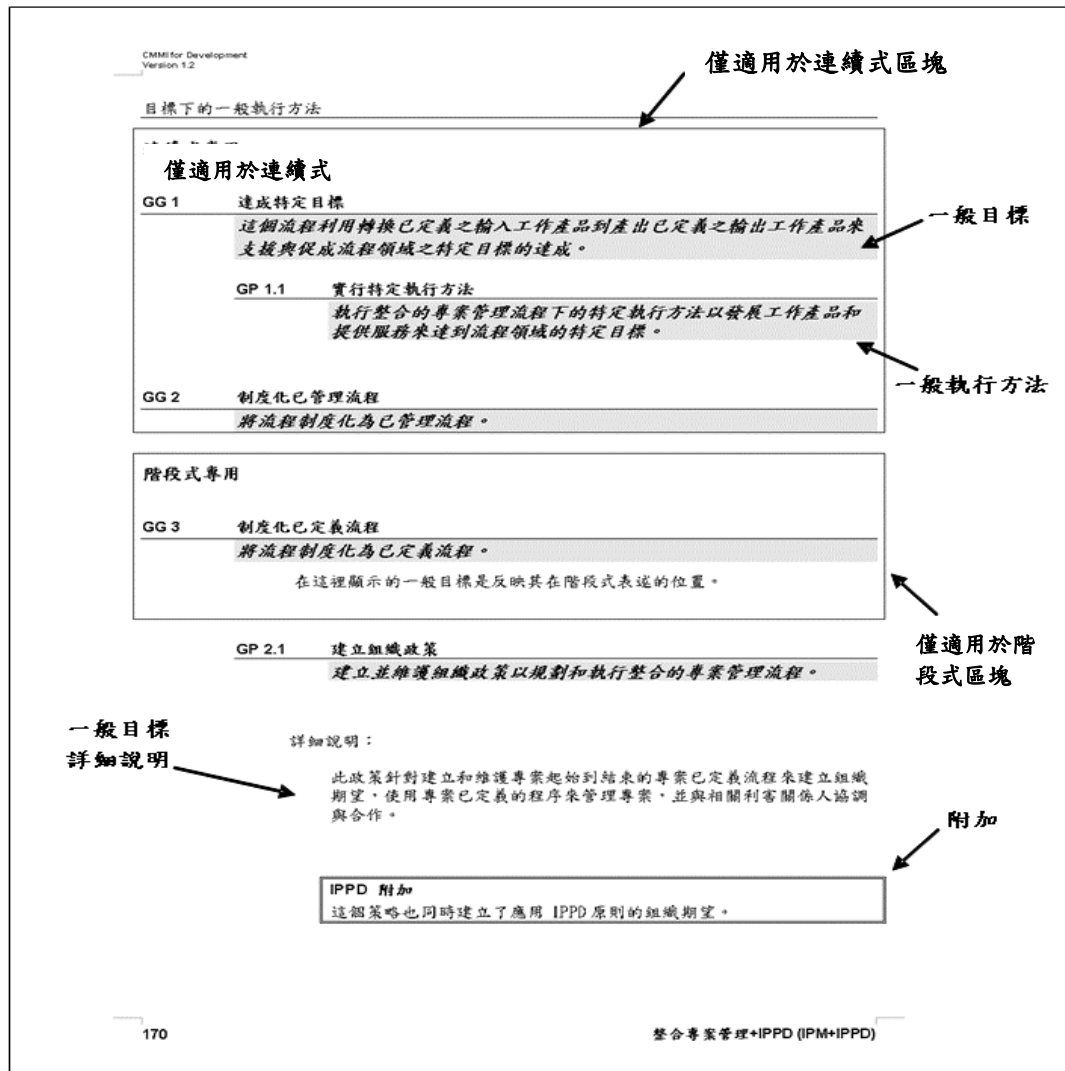 CMMI for Development
Version 1.2
僅適用於連續式區塊
目標下的一般執行方法
僅適用於連續式
GG 1 達成特定目標
這個流程利用轉換已定義之輸入工作產品到產出已定義之輸出工作產品來
支援與促成流程領域之特定目標的達成。
一般目標
GP 1.1 實行特定執行方法
執行整合的專案管理流程下的特定執行方法以發展工作產品和
提供服務來達到流程領域的特定目標。
一般執行方法
GG 2 制度化已管理流程
將流程制度化為已管理流程。
階段式專用
GG 3 制度化已定義流程
將流程制度化為已定義流程。
在這裡顯示的一般目標是反映其在階段式表述的位置。
僅適用於階
段式區塊
GP 2.1 建立組織政策
建立並維護組織政策以規劃和執行整合的專案管理流程。
一般目標
詳細說明
詳細說明：
此政策針對建立和維護專案起始到結束的專案已定義流程來建立組織
期望，使用專案已定義的程序來管理專案，並與相關利害關係人協調
與合作。
附加
IPPD 附加
這個策略也同時建立了應用 IPPD 原則的組織期望。
170 整合專案管理+IPPD (IPM+IPPD)